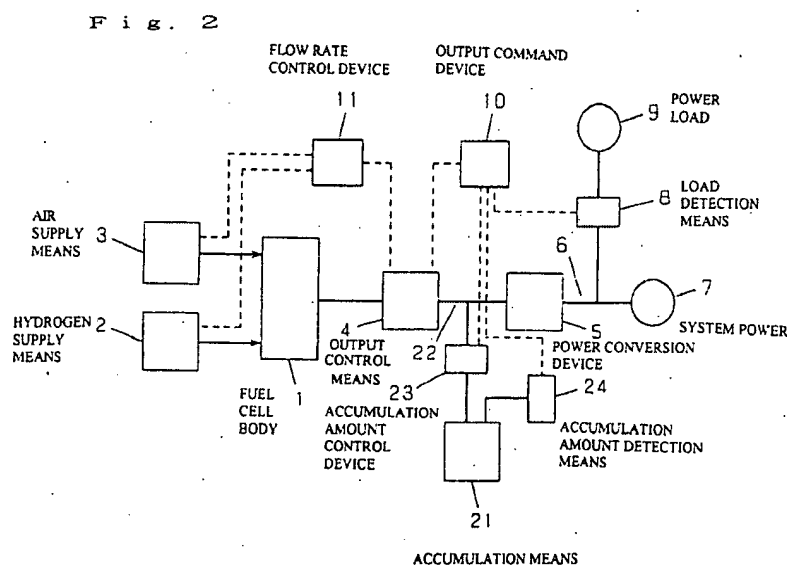 Fig. 2
FLOW RATE
CONTROL DEVICE
11
OUTPUT COMMAND
DEVICE
10
9
POWER
LOAD
8
LOAD
DETECTION
MEANS
AIR
SUPPLY
MEANS
3
6
7
SYSTEM POWER
HYDROGEN
SUPPLY
MEANS
2
1
FUEL
CELL
BODY
4
OUTPUT
CONTROL
MEANS
22
5
POWER CONVERSION
DEVICE
23
ACCUMULATION
AMOUNT
CONTROL
DEVICE
24
ACCUMULATION
AMOUNT DETECTION
MEANS
21
ACCUMULATION MEANS